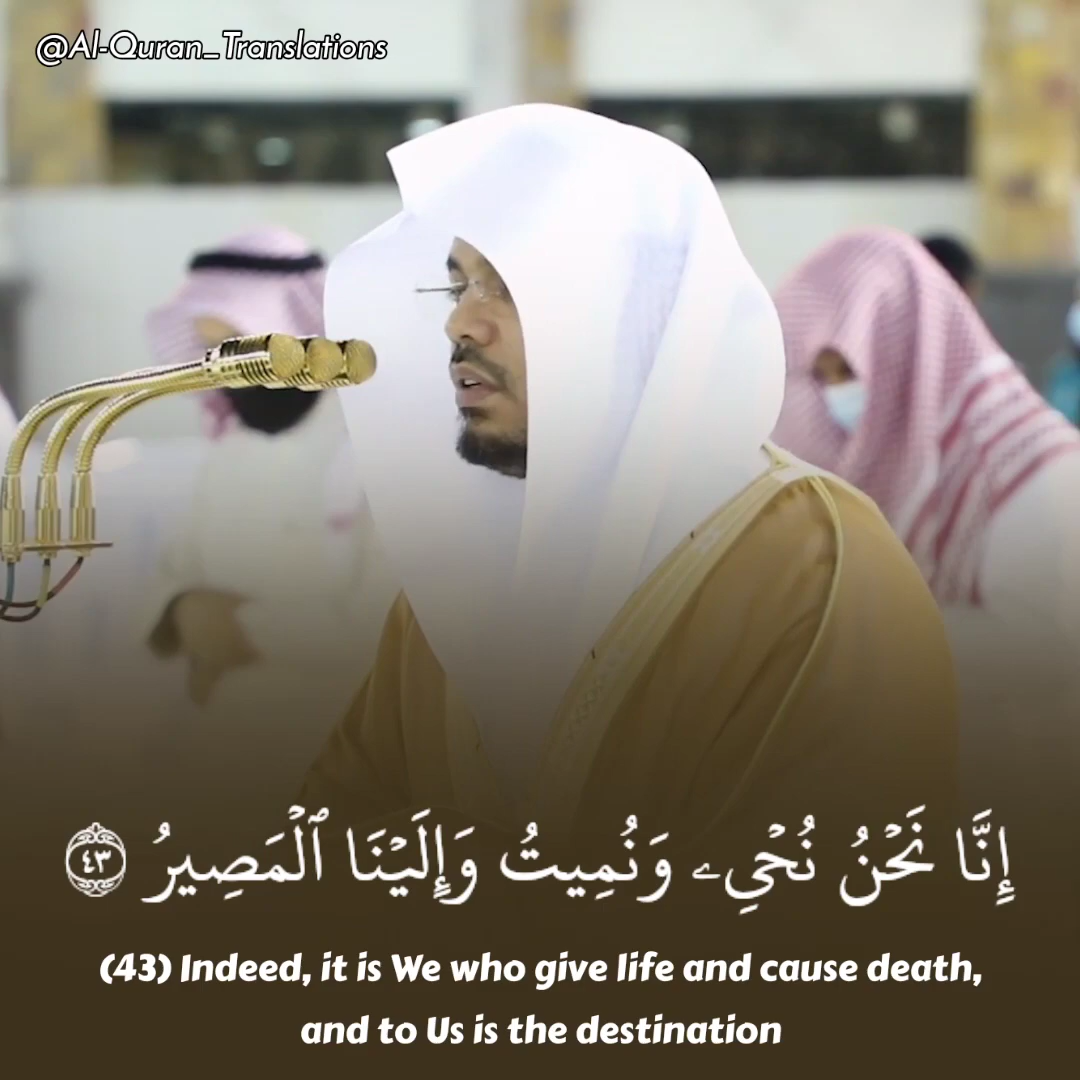 @Al-Quran_Translations
إِنَّا نَحْنُ نُحْىِۦ وَنُمِيتُ وَإِلَيْنَا ٱلْمَصِيرُ ٤٣
(43) Indeed, it is We who give life and cause death,
and to Us is the destination